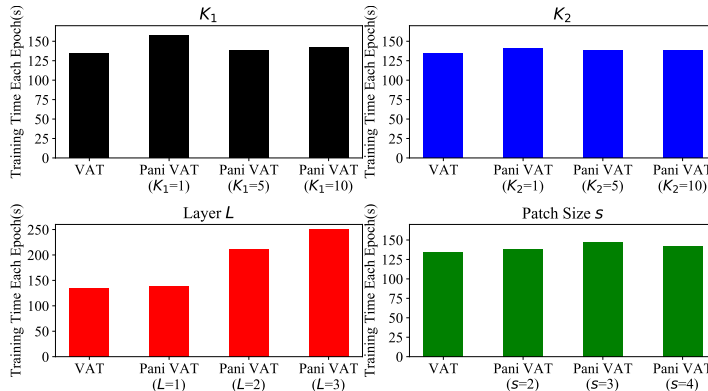 K₁
Training Time Each Epoch(s)
150
125
100
75
50
25
0
VAT
Pani VAT
(K₁=1)
Pani VAT
(K₁=5)
Pani VAT
(K₁=10)
K₂
Training Time Each Epoch(s)
150
125
100
75
50
25
0
VAT
Pani VAT
(K₂=1)
Pani VAT
(K₂=5)
Pani VAT
(K₂=10)
Layer L
Training Time Each Epoch(s)
250
200
150
100
50
0
VAT
Pani VAT
(L=1)
Pani VAT
(L=2)
Pani VAT
(L=3)
Patch Size s
Training Time Each Epoch(s)
150
125
100
75
50
25
0
VAT
Pani VAT
(s=2)
Pani VAT
(s=3)
Pani VAT
(s=4)